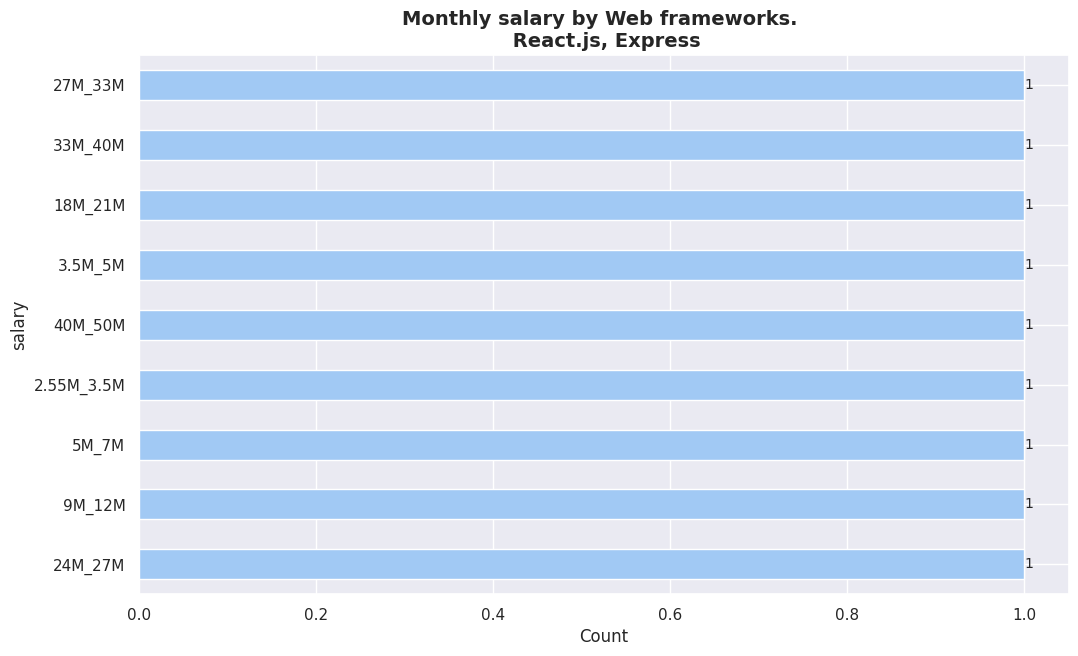 Monthly salary by Web frameworks.
React.js, Express
27M_33M
1
33M_40M
1
18M_21M
1
3.5M_5M
1
40M_50M
1
2.55M_3.5M
1
5M_7M
1
9M_12M
1
24M_27M
1
salary
0.0 0.2 0.4 0.6 0.8 1.0
Count